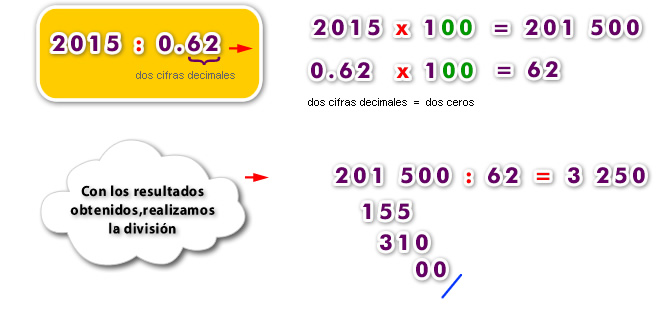 2015 : 0.62
dos cifras decimales
2015 x 100 = 201 500
0.62 x 100 = 62
dos cifras decimales = dos ceros
Con los resultados
obtenidos,realizamos
la división
201 500 : 62 = 3 250
155
310
00